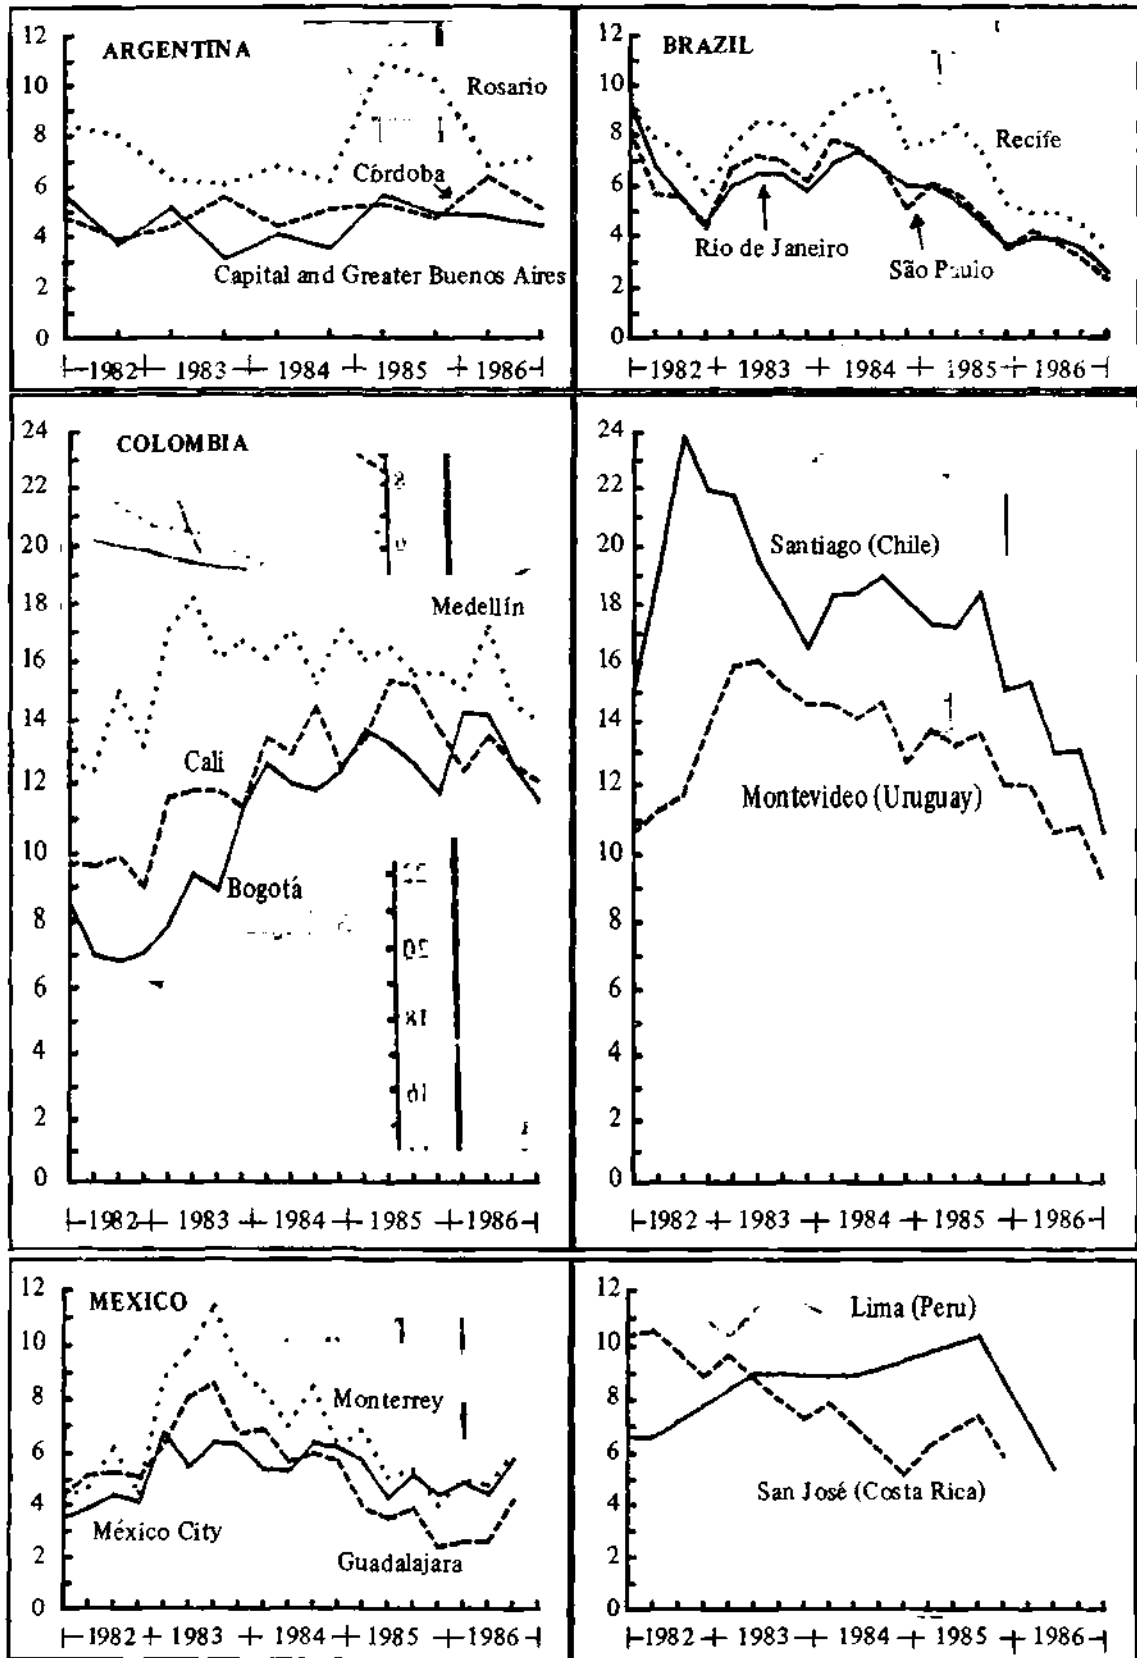 ARGENTINA
12
10
8
6
4
2
0
Rosario
Córdoba
Capital and Greater Buenos Aires
1982 1983 1984 1985 1986
BRAZIL
12
10
8
6
4
2
0
Recife
Rio de Janeiro
São Paulo
1982 1983 1984 1985 1986
COLOMBIA
24
22
20
18
16
14
12
10
8
6
4
2
0
Medellín
Cali
Bogotá
1982 1983 1984 1985 1986
24
22
20
18
16
14
12
10
8
6
4
2
0
Santiago (Chile)
Montevideo (Uruguay)
1982 1983 1984 1985 1986
MEXICO
12
10
8
6
4
2
0
Monterrey
México City
Guadalajara
1982 1983 1984 1985 1986
12
10
8
6
4
2
0
Lima (Peru)
San José (Costa Rica)
1982 1983 1984 1985 1986